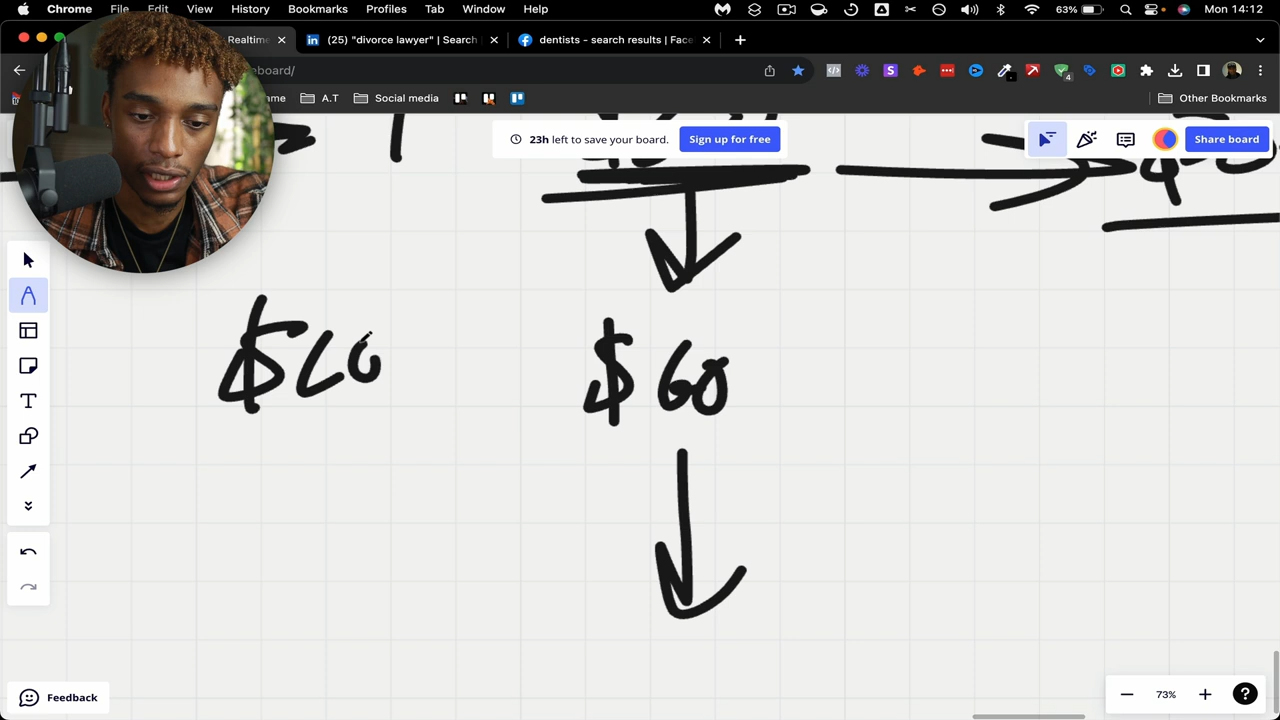 Chrome File Edit View History Bookmarks Profiles Tab Window Help 63% Mon 14:12
Realtime (25) "divorce lawyer" | Search dentists - search results | Face
eboard/
me A.T Social media Other Bookmarks
23h left to save your board. Sign up for free Share board
$60
$60
Feedback
73%